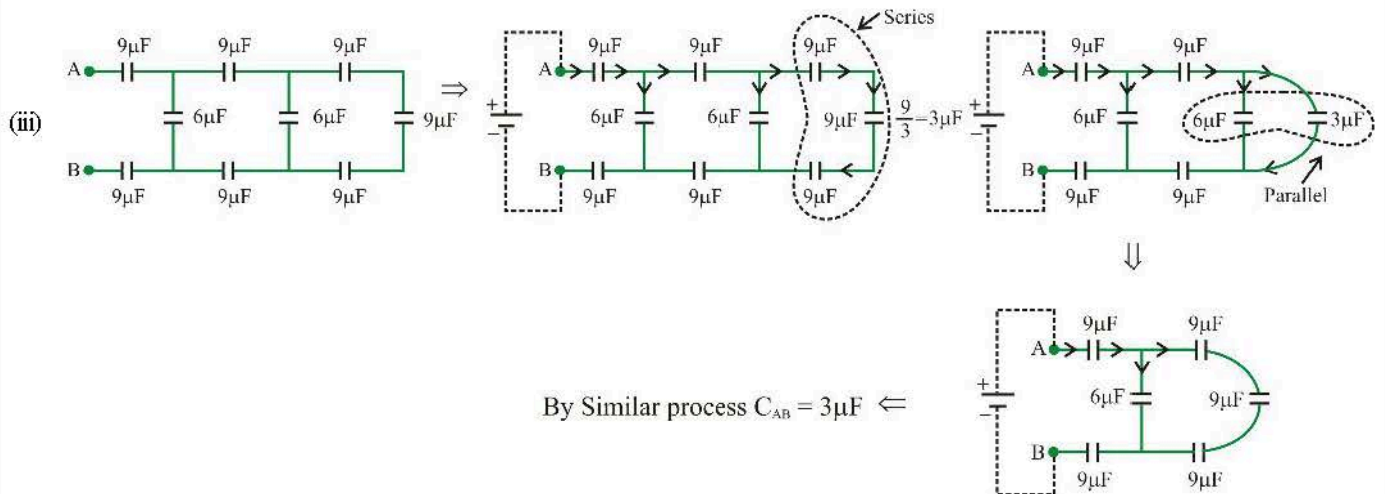 (iii)
9μF 9μF 9μF
A
6μF 6μF 9μF
B
9μF 9μF 9μF
⇒
Series
9μF 9μF 9μF
A
+
−
6μF 6μF 9μF
B
9μF 9μF 9μF
9/3 = 3μF
9μF 9μF
A
+
−
6μF 6μF 3μF
B
9μF 9μF
Parallel
⇓
9μF 9μF
A
+
−
6μF 9μF
B
9μF 9μF
By Similar process C_AB = 3μF ⇐